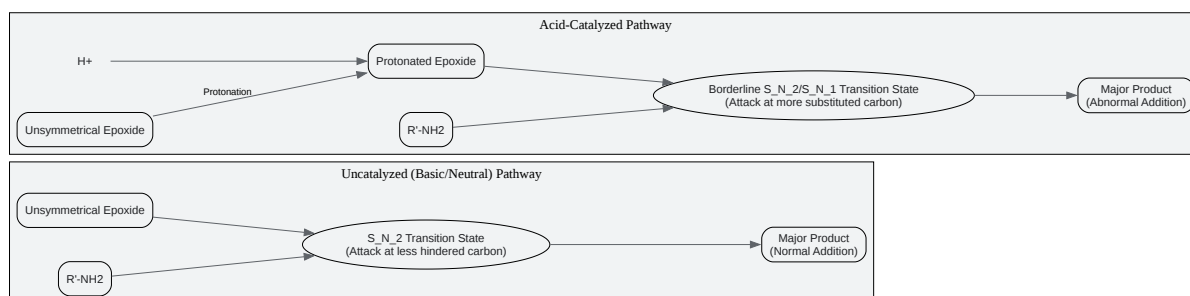 Acid-Catalyzed Pathway
H+
Protonated Epoxide
Protonation
Unsymmetrical Epoxide
R'-NH2
Borderline S_N_2/S_N_1 Transition State
(Attack at more substituted carbon)
Major Product
(Abnormal Addition)
Uncatalyzed (Basic/Neutral) Pathway
Unsymmetrical Epoxide
R'-NH2
S_N_2 Transition State
(Attack at less hindered carbon)
Major Product
(Normal Addition)